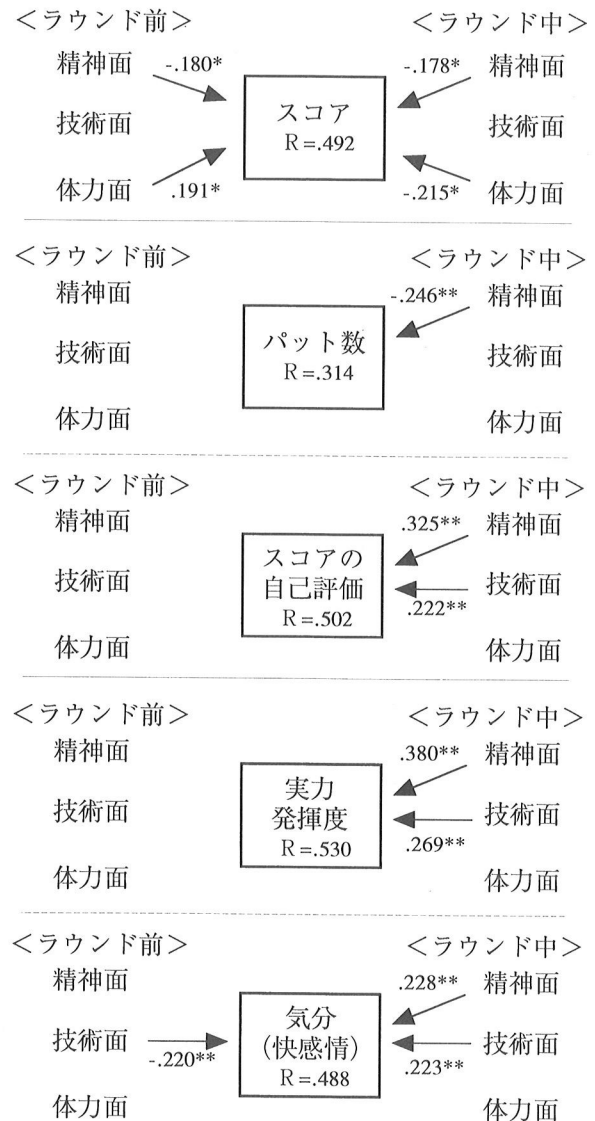 ＜ラウンド前＞ ＜ラウンド中＞
精神面 -.180* -.178* 精神面
スコア
技術面 技術面
R=.492
体力面 .191* -.215* 体力面
＜ラウンド前＞ ＜ラウンド中＞
精神面 -.246** 精神面
パット数
技術面 技術面
R=.314
体力面 体力面
＜ラウンド前＞ ＜ラウンド中＞
精神面 .325** 精神面
スコアの
技術面 自己評価 技術面
R=.502 .222**
体力面 体力面
＜ラウンド前＞ ＜ラウンド中＞
精神面 .380** 精神面
実力
技術面 発揮度 技術面
R=.530 .269**
体力面 体力面
＜ラウンド前＞ ＜ラウンド中＞
精神面 .228** 精神面
気分
技術面 (快感情) 技術面
-.220** R=.488 .223**
体力面 体力面